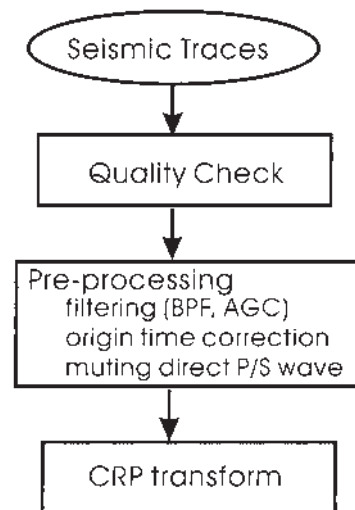 Seismic Traces
Quality Check
Pre-processing
filtering (BPF, AGC)
origin time correction
muting direct P/S wave
CRP transform